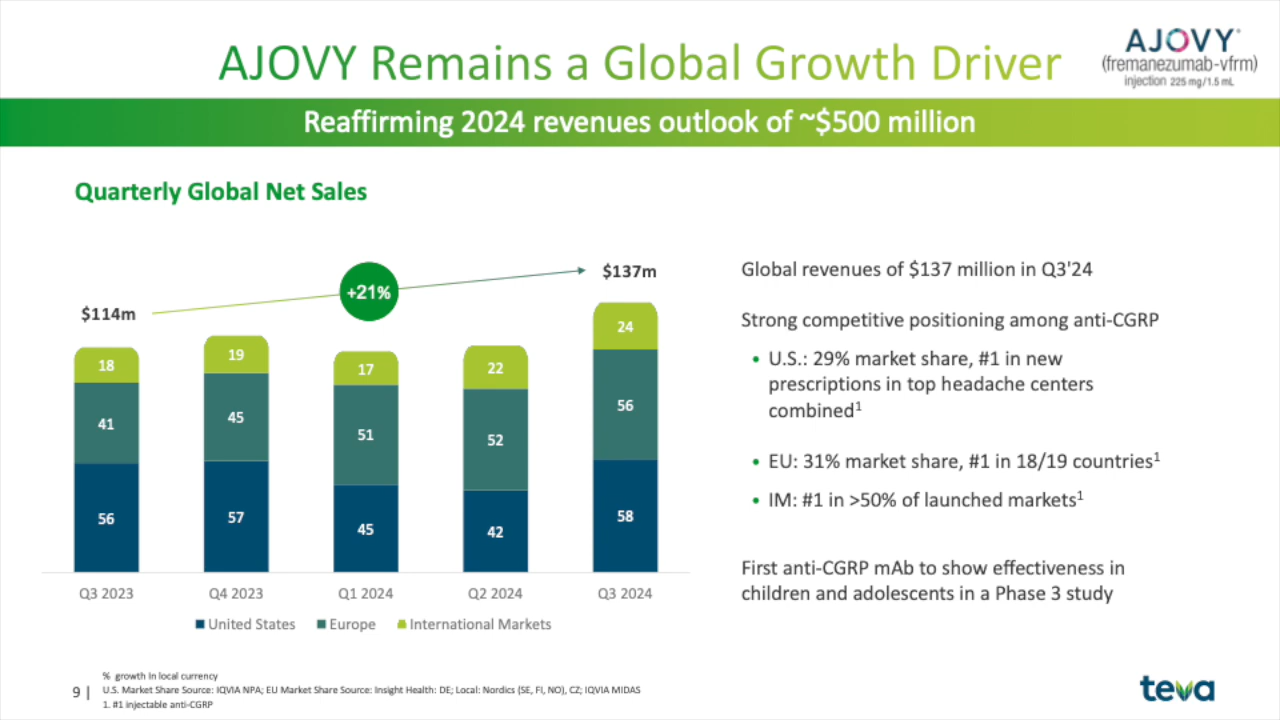 AJOVY Remains a Global Growth Driver
AJOVY®
(fremanezumab-vfrm)
injection 225 mg/1.5 mL
Reaffirming 2024 revenues outlook of ~$500 million
Quarterly Global Net Sales
$114m
+21%
$137m
18
19
17
22
24
41
45
51
52
56
56
57
45
42
58
Q3 2023
Q4 2023
Q1 2024
Q2 2024
Q3 2024
United States
Europe
International Markets
Global revenues of $137 million in Q3'24
Strong competitive positioning among anti-CGRP
• U.S.: 29% market share, #1 in new
prescriptions in top headache centers
combined¹
• EU: 31% market share, #1 in 18/19 countries¹
• IM: #1 in >50% of launched markets¹
First anti-CGRP mAb to show effectiveness in
children and adolescents in a Phase 3 study
9 |
% growth in local currency
U.S. Market Share Source: IQVIA NPA; EU Market Share Source: Insight Health: DE; Local: Nordics (SE, FI, NO), CZ; IQVIA MIDAS
1. #1 injectable anti-CGRP
teva